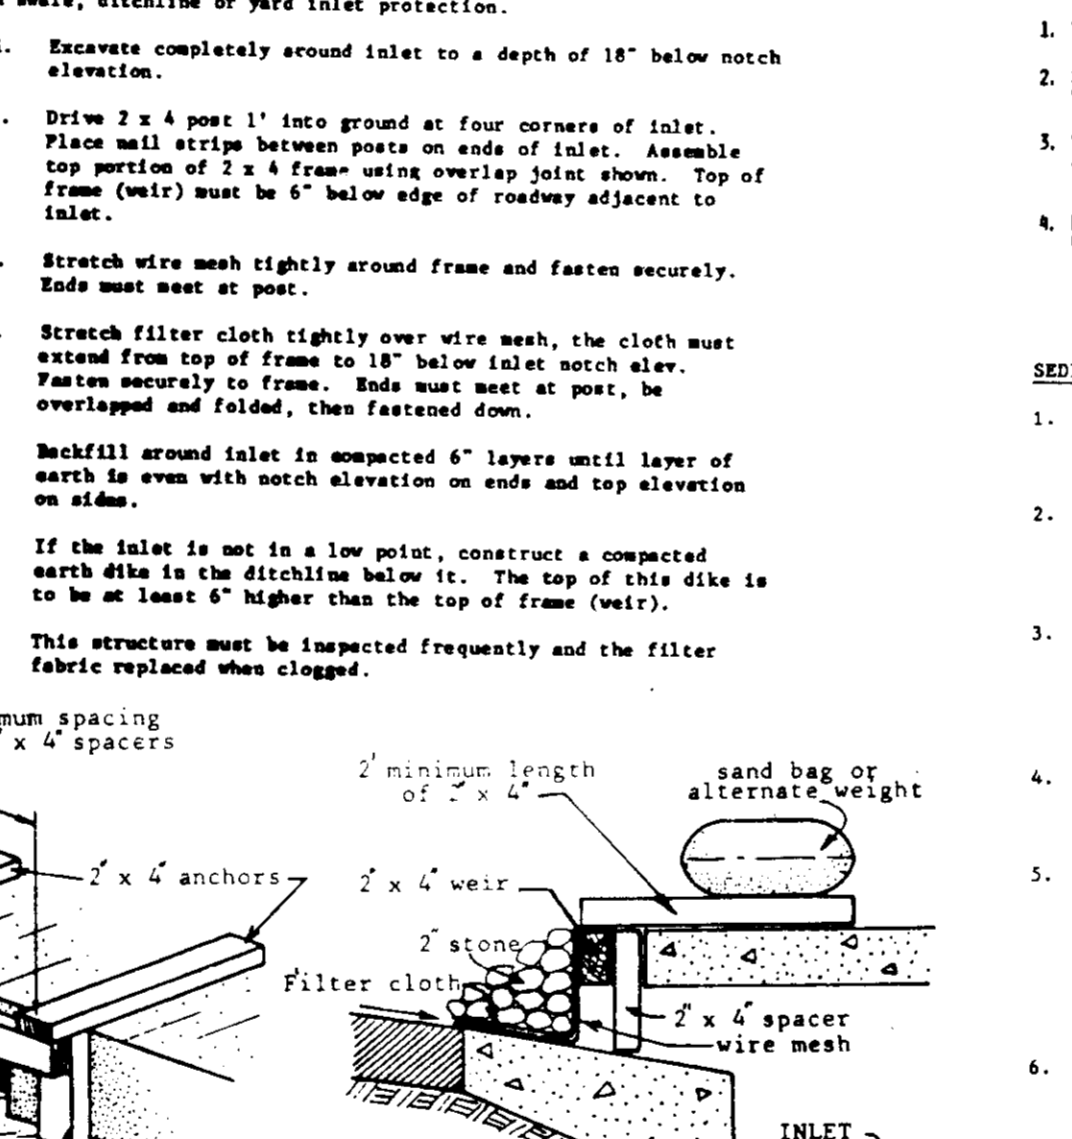 swale, ditchline or yard inlet protection.
Excavate completely around inlet to a depth of 18" below notch
elevation.
Drive 2 x 4 post 1' into ground at four corners of inlet.
Place nail strips between posts on ends of inlet. Assemble
top portion of 2 x 4 frame using overlap joint shown. Top of
frame (weir) must be 6" below edge of roadway adjacent to
inlet.
Stretch wire mesh tightly around frame and fasten securely.
Ends must meet at post.
Stretch filter cloth tightly over wire mesh, the cloth must
extend from top of frame to 18" below inlet notch elev.
Fasten securely to frame. Ends must meet at post, be
overlapped and folded, then fastened down.
Backfill around inlet in compacted 6" layers until layer of
earth is even with notch elevation on ends and top elevation
on sides.
If the inlet is not in a low point, construct a compacted
earth dike in the ditchline below it. The top of this dike is
to be at least 6" higher than the top of frame (weir).
This structure must be inspected frequently and the filter
fabric replaced when clogged.
mum spacing
x 4" spacers
2" x 4" anchors
2' minimum length
of 2" x 4"
sand bag or
alternate weight
2" x 4" weir
2" stone
Filter cloth
2" x 4" spacer
wire mesh
INLET
1.
2.
3.
4.
SED
1.
2.
3.
4.
5.
6.